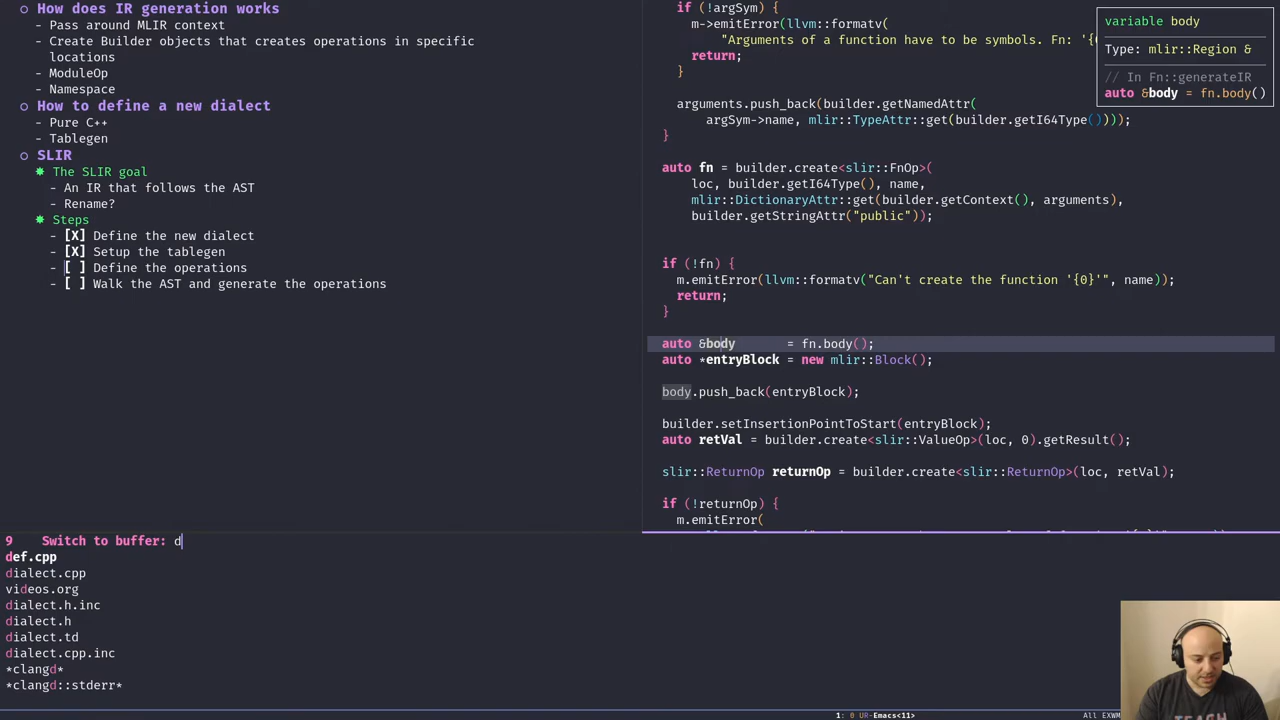 How does IR generation works
- Pass around MLIR context
- Create Builder objects that creates operations in specific
locations
- ModuleOp
- Namespace
How to define a new dialect
- Pure C++
- Tablegen
SLIR
The SLIR goal
- An IR that follows the AST
- Rename?
Steps
- [X] Define the new dialect
- [X] Setup the tablegen
- [ ] Define the operations
- [ ] Walk the AST and generate the operations
if (!argSym) {
m->emitError(llvm::formatv(
"Arguments of a function have to be symbols. Fn: '{
return;
}
arguments.push_back(builder.getNamedAttr(
argSym->name, mlir::TypeAttr::get(builder.getI64Type())));
}
auto fn = builder.create<slir::FnOp>(
loc, builder.getI64Type(), name,
mlir::DictionaryAttr::get(builder.getContext(), arguments),
builder.getStringAttr("public"));
if (!fn) {
m.emitError(llvm::formatv("Can't create the function '{0}'", name));
return;
}
auto &body = fn.body();
auto *entryBlock = new mlir::Block();
body.push_back(entryBlock);
builder.setInsertionPointToStart(entryBlock);
auto retVal = builder.create<slir::ValueOp>(loc, 0).getResult();
slir::ReturnOp returnOp = builder.create<slir::ReturnOp>(loc, retVal);
if (!returnOp) {
m.emitError(
variable body
Type: mlir::Region &
// In Fn::generateIR
auto &body = fn.body()
9 Switch to buffer: d
def.cpp
dialect.cpp
videos.org
dialect.h.inc
dialect.h
dialect.td
dialect.cpp.inc
*clangd*
*clangd::stderr*
1: 0 UR-Emacs<11>
All EXWM
TEACH